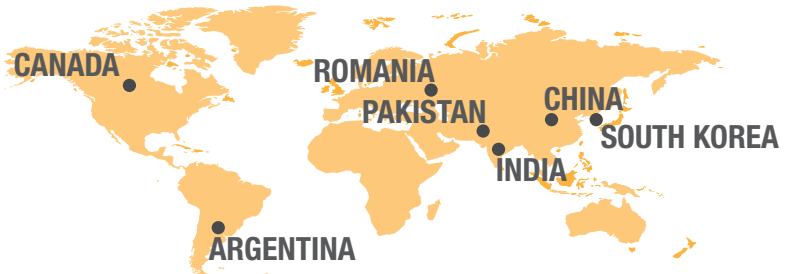 CANADA
ROMANIA
PAKISTAN
CHINA
SOUTH KOREA
INDIA
ARGENTINA